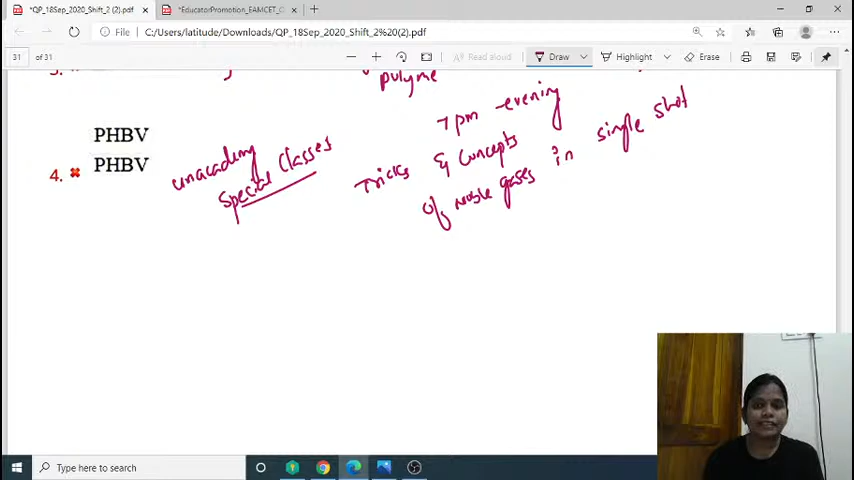 *QP_18Sep_2020_Shift_2 (2).pdf
*EducatorPromotion_EAMCET_C
File C:/Users/latitude/Downloads/QP_18Sep_2020_Shift_2%20(2).pdf
31 of 31
Read aloud
Draw
Highlight
Erase
polyme
7pm evening
PHBV
PHBV
4.
unacademy
special classes
Tricks & concepts
of noble gases in single shot
Type here to search